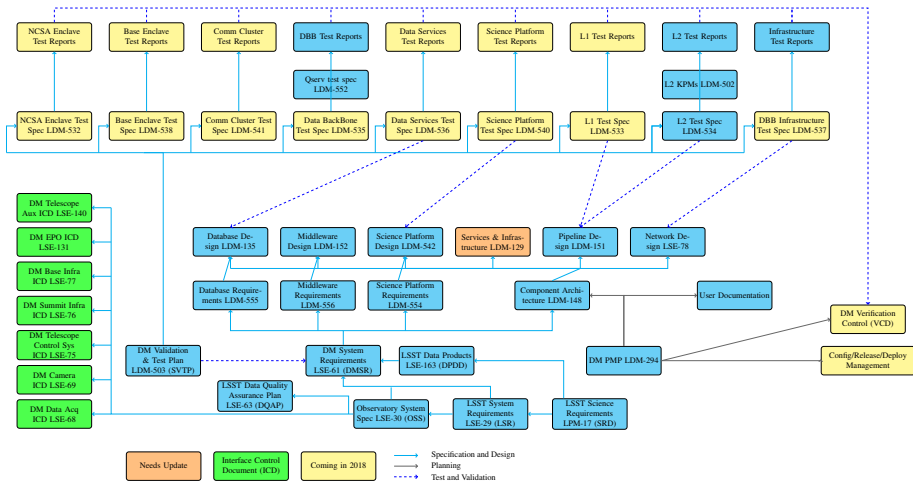 NCSA Enclave
Test Reports
Base Enclave
Test Reports
Comm Cluster
Test Reports
DBB Test Reports
Data Services
Test Reports
Science Platform
Test Reports
L1 Test Reports
L2 Test Reports
Infrastructure
Test Reports
Qserv test spec
LDM-552
L2 KPMs LDM-502
NCSA Enclave Test
Spec LDM-532
Base Enclave Test
Spec LDM-538
Comm Cluster Test
Spec LDM-541
Data BackBone
Test Spec LDM-535
Data Services Test
Spec LDM-536
Science Platform
Test Spec LDM-540
L1 Test Spec
LDM-533
L2 Test Spec
LDM-534
DBB Infrastructure
Test Spec LDM-537
DM Telescope
Aux ICD LSE-140
DM EPO ICD
LSE-131
DM Base Infra
ICD LSE-77
DM Summit Infra
ICD LSE-76
DM Telescope
Control Sys
ICD LSE-75
DM Camera
ICD LSE-69
DM Data Acq
ICD LSE-68
Database De-
sign LDM-135
Middleware
Design LDM-152
Science Platform
Design LDM-542
Services & Infras-
tructure LDM-129
Pipeline De-
sign LDM-151
Network De-
sign LSE-78
Database Require-
ments LDM-555
Middleware
Requirements
LDM-556
Science Platform
Requirements
LDM-554
Component Archi-
tecture LDM-148
User Documentation
DM Verification
Control (VCD)
DM Validation
& Test Plan
LDM-503 (SVTP)
DM System
Requirements
LSE-61 (DMSR)
LSST Data Products
LSE-163 (DPDD)
DM PMP LDM-294
Config/Release/Deploy
Management
LSST Data Quality
Assurance Plan
LSE-63 (DQAP)
Observatory System
Spec LSE-30 (OSS)
LSST System
Requirements
LSE-29 (LSR)
LSST Science
Requirements
LPM-17 (SRD)
Needs Update
Interface Control
Document (ICD)
Coming in 2018
Specification and Design
Planning
Test and Validation